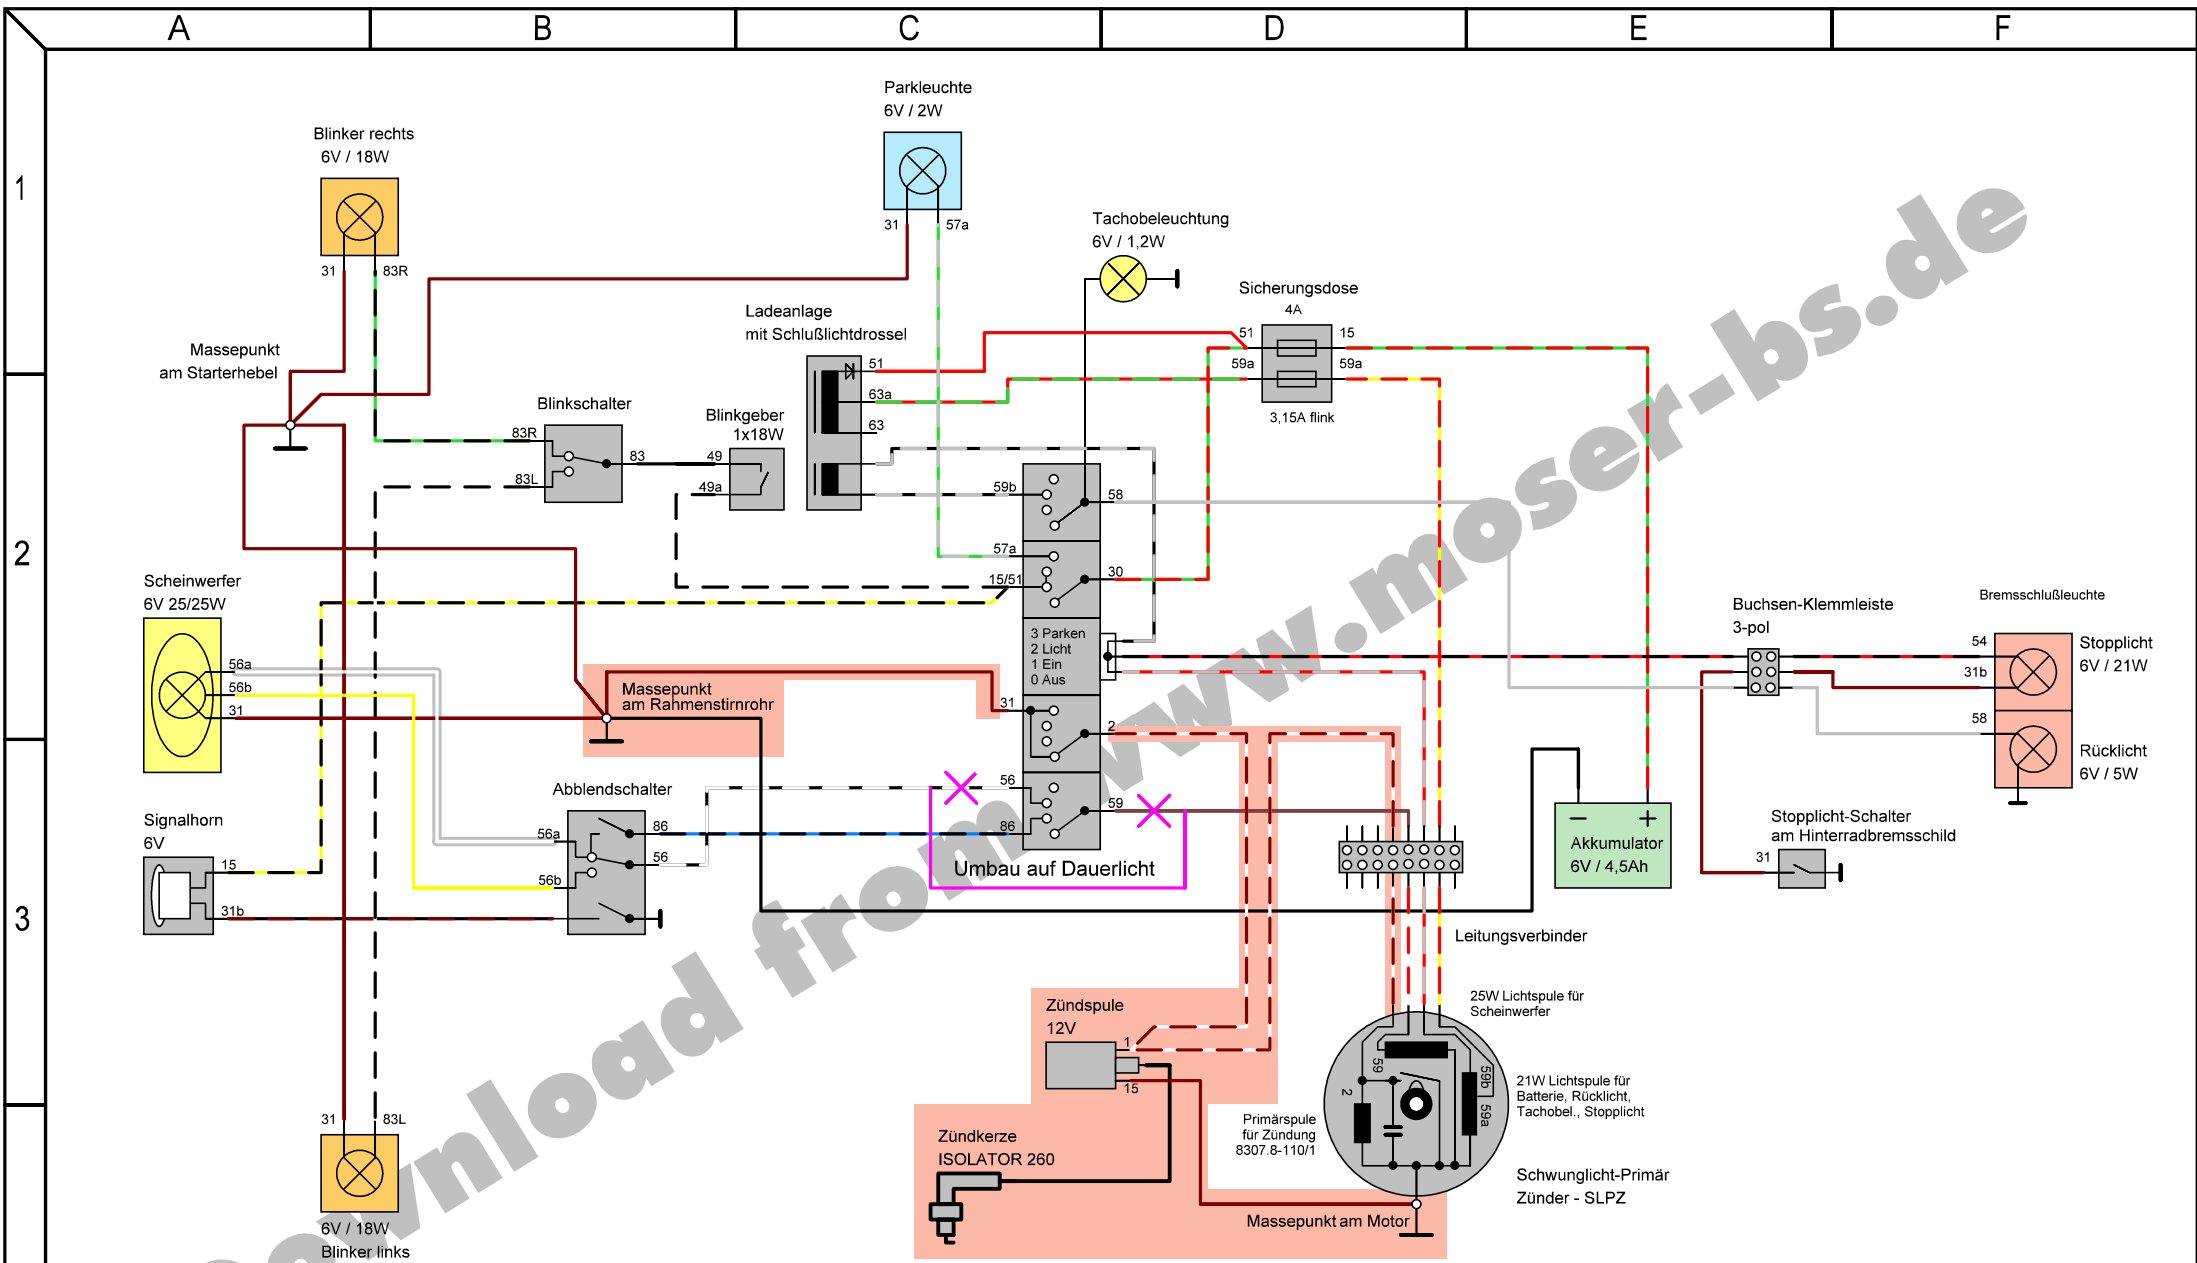 A
B
C
D
E
F
1
2
3
Parkleuchte
6V / 2W
31
57a
Blinker rechts
6V / 18W
31
83R
Tachobeleuchtung
6V / 1,2W
Sicherungsdose
4A
51
15
59a
59a
3,15A flink
Ladeanlage
mit Schlußlichtdrossel
51
63a
63
Massepunkt
am Starterhebel
Blinkschalter
83R
83L
83
Blinkgeber
1x18W
49
49a
59b
58
57a
15/51
30
3 Parken
2 Licht
1 Ein
0 Aus
31
2
56
59
86
Umbau auf Dauerlicht
Scheinwerfer
6V 25/25W
56a
56b
31
Massepunkt
am Rahmenstirnrohr
Buchsen-Klemmleiste
3-pol
Bremsschlußleuchte
54
31b
58
Stopplicht
6V / 21W
Rücklicht
6V / 5W
Abblendschalter
56a
56b
86
56
Signalhorn
6V
15
31b
Akkumulator
6V / 4,5Ah
Stopplicht-Schalter
am Hinterradbremsschild
31
Leitungsverbinder
Zündspule
12V
1
15
25W Lichtspule für
Scheinwerfer
59
2
59b
59a
21W Lichtspule für
Batterie, Rücklicht,
Tachobel., Stopplicht
Primärspule
für Zündung
8307.8-110/1
Zündkerze
ISOLATOR 260
Schwunglicht-Primär
Zünder - SLPZ
Massepunkt am Motor
31
83L
6V / 18W
Blinker links
Download from www.moser-bs.de